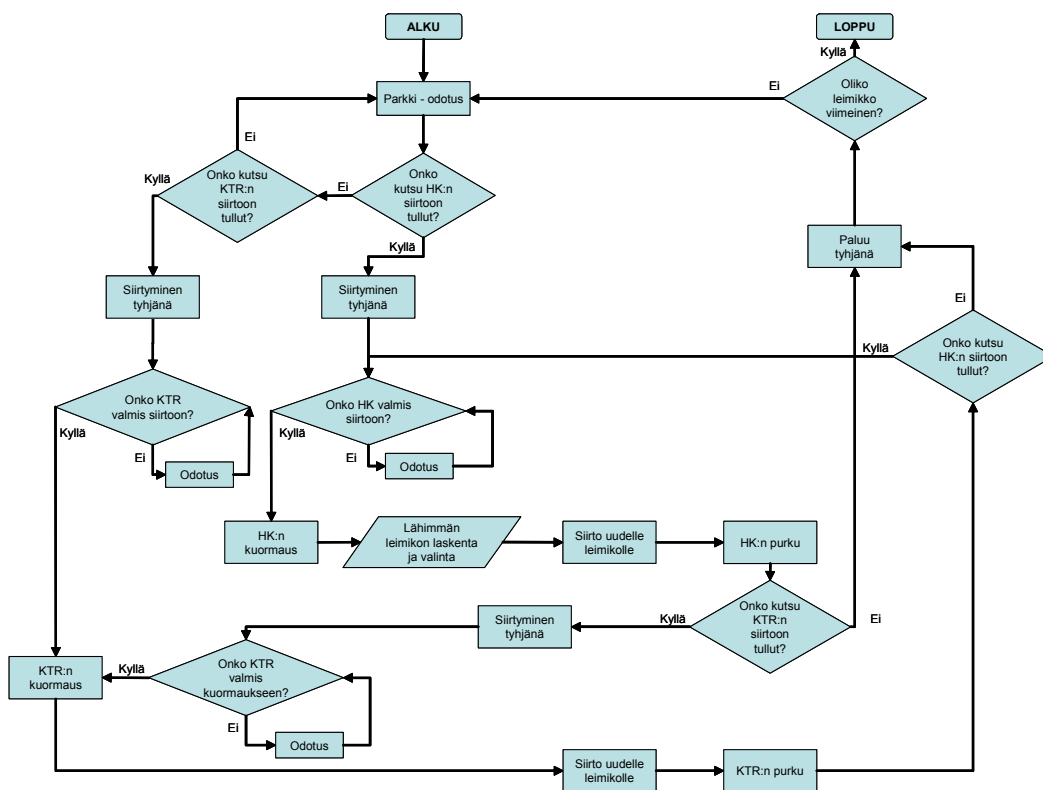 ALKU
LOPPU
Kyllä
Parkki - odotus
Ei
Oliko
leimikko
viimeinen?
Ei
Kyllä
Onko kutsu
KTR:n
siirtoon
tullut?
Ei
Onko
kutsu HK:n
siirtoon
tullut?
Kyllä
Paluu
tyhjänä
Siirtyminen
tyhjänä
Siirtyminen
tyhjänä
Ei
Kyllä
Onko kutsu
HK:n siirtoon
tullut?
Onko KTR
valmis siirtoon?
Kyllä
Ei
Odotus
Onko HK valmis
siirtoon?
Kyllä
Ei
Odotus
HK:n
kuormaus
Lähimmän
leimikon laskenta
ja valinta
Siirto uudelle
leimikolle
HK:n purku
Siirtyminen
tyhjänä
Kyllä
Onko kutsu
KTR:n
siirtoon
tullut?
Ei
KTR:n
kuormaus
Kyllä
Onko KTR
valmis
kuormaukseen?
Ei
Odotus
Siirto uudelle
leimikolle
KTR:n purku